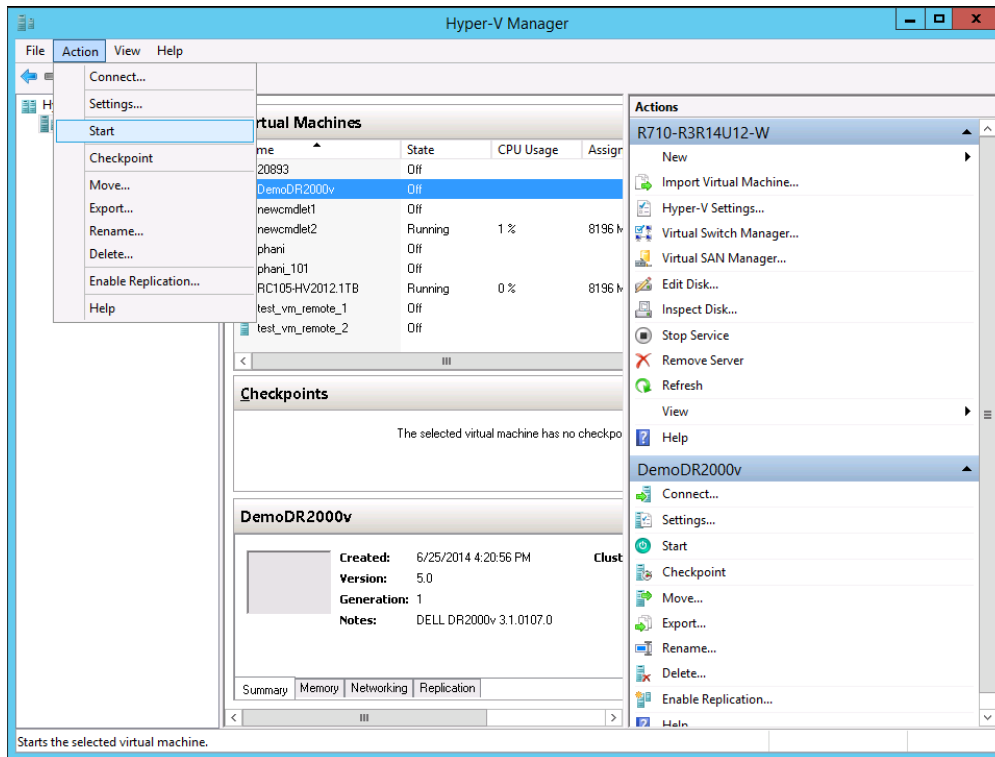 Hyper-V Manager
File Action View Help
Connect...
Settings...
Start
Checkpoint
Move...
Export...
Rename...
Delete...
Enable Replication...
Help
H
rtual Machines
me State CPU Usage Assign
20893 Off
DemoDR2000v Off
newcmdlet1 Off
newcmdlet2 Running 1 % 8196 M
phani Off
phani_101 Off
RC105-HV2012.1TB Running 0 % 8196 M
test_vm_remote_1 Off
test_vm_remote_2 Off
Checkpoints
The selected virtual machine has no checkpo
DemoDR2000v
Created: 6/25/2014 4:20:56 PM Clust
Version: 5.0
Generation: 1
Notes: DELL DR2000v 3.1.0107.0
Summary Memory Networking Replication
Actions
R710-R3R14U12-W
New
Import Virtual Machine...
Hyper-V Settings...
Virtual Switch Manager...
Virtual SAN Manager...
Edit Disk...
Inspect Disk...
Stop Service
Remove Server
Refresh
View
Help
DemoDR2000v
Connect...
Settings...
Start
Checkpoint
Move...
Export...
Rename...
Delete...
Enable Replication...
Help
Starts the selected virtual machine.